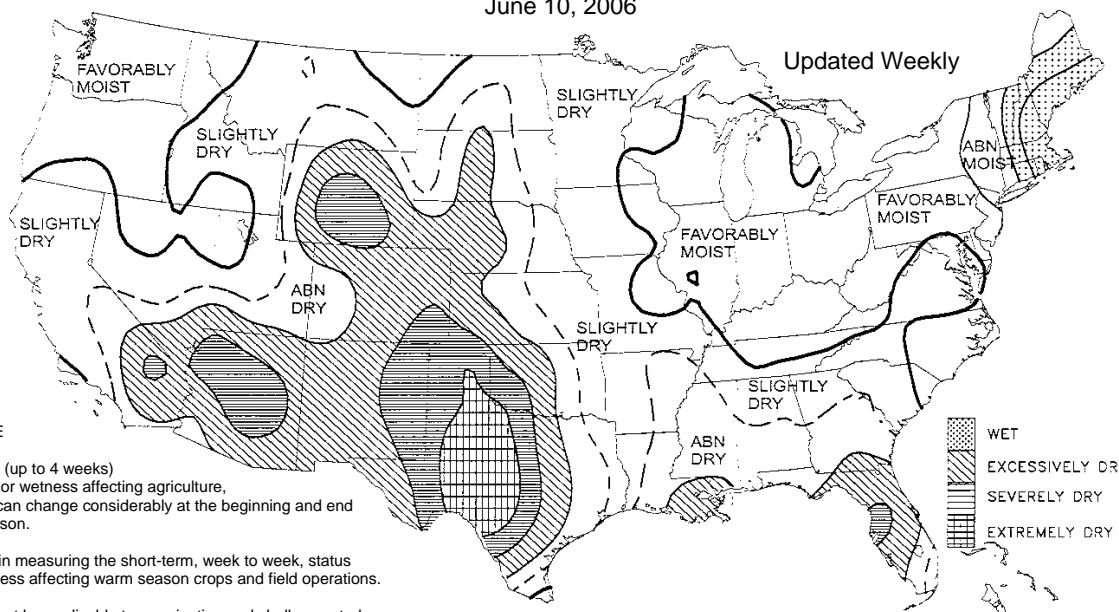 June 10, 2006
Updated Weekly
FAVORABLY
MOIST
SLIGHTLY
DRY
SLIGHTLY
DRY
SLIGHTLY
DRY
ABN
MOIST
FAVORABLY
MOIST
FAVORABLY
MOIST
ABN
DRY
SLIGHTLY
DRY
SLIGHTLY
DRY
ABN
DRY
WET
EXCESSIVELY DR
SEVERELY DRY
EXTREMELY DRY
E
(up to 4 weeks)
or wetness affecting agriculture,
can change considerably at the beginning and end
son.
in measuring the short-term, week to week, status
ess affecting warm season crops and field operations.